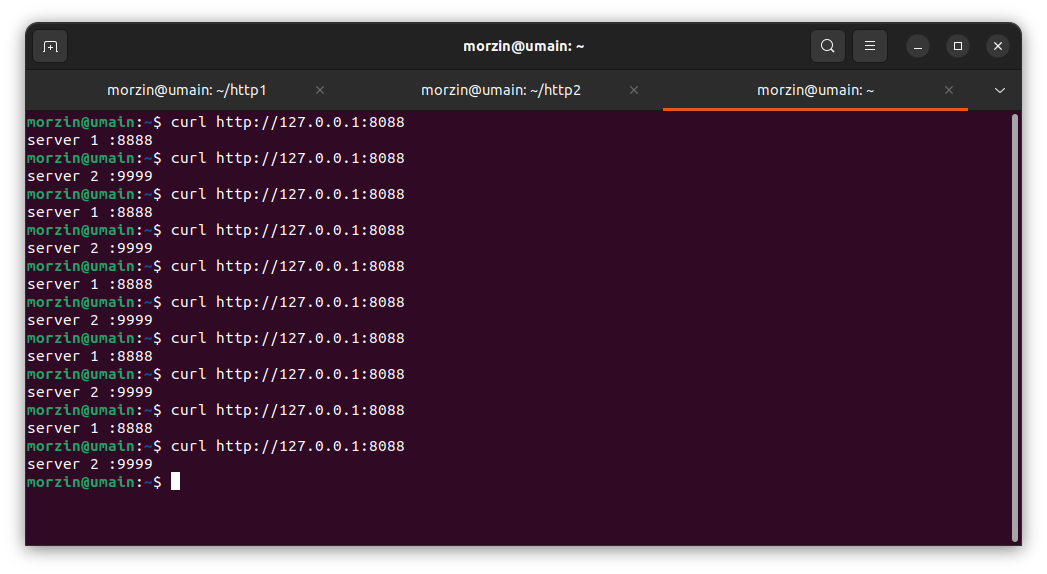 morzin@umain: ~
morzin@umain: ~/http1
morzin@umain: ~/http2
morzin@umain: ~
morzin@umain:~$ curl http://127.0.0.1:8088
server 1 :8888
morzin@umain:~$ curl http://127.0.0.1:8088
server 2 :9999
morzin@umain:~$ curl http://127.0.0.1:8088
server 1 :8888
morzin@umain:~$ curl http://127.0.0.1:8088
server 2 :9999
morzin@umain:~$ curl http://127.0.0.1:8088
server 1 :8888
morzin@umain:~$ curl http://127.0.0.1:8088
server 2 :9999
morzin@umain:~$ curl http://127.0.0.1:8088
server 1 :8888
morzin@umain:~$ curl http://127.0.0.1:8088
server 2 :9999
morzin@umain:~$ curl http://127.0.0.1:8088
server 1 :8888
morzin@umain:~$ curl http://127.0.0.1:8088
server 2 :9999
morzin@umain:~$